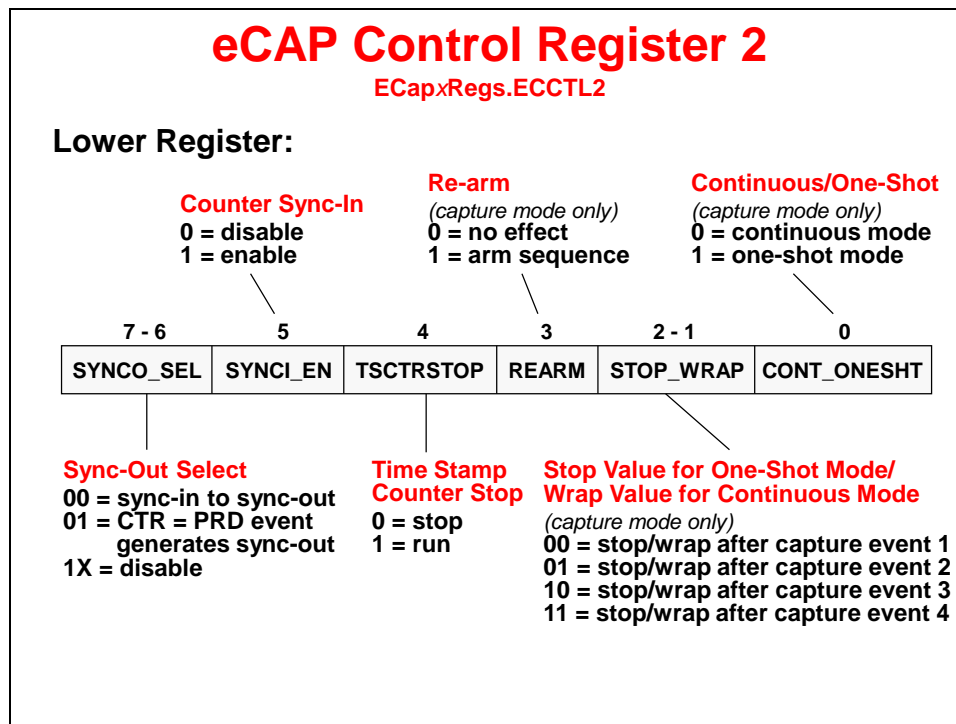 eCAP Control Register 2
ECapxRegs.ECCTL2
Lower Register:
Counter Sync-In
0 = disable
1 = enable
Re-arm
(capture mode only)
0 = no effect
1 = arm sequence
Continuous/One-Shot
(capture mode only)
0 = continuous mode
1 = one-shot mode
7 - 6 5 4 3 2 - 1 0
SYNCO_SEL SYNCI_EN TSCTRSTOP REARM STOP_WRAP CONT_ONESHT
Sync-Out Select
00 = sync-in to sync-out
01 = CTR = PRD event
generates sync-out
1X = disable
Time Stamp
Counter Stop
0 = stop
1 = run
Stop Value for One-Shot Mode/
Wrap Value for Continuous Mode
(capture mode only)
00 = stop/wrap after capture event 1
01 = stop/wrap after capture event 2
10 = stop/wrap after capture event 3
11 = stop/wrap after capture event 4